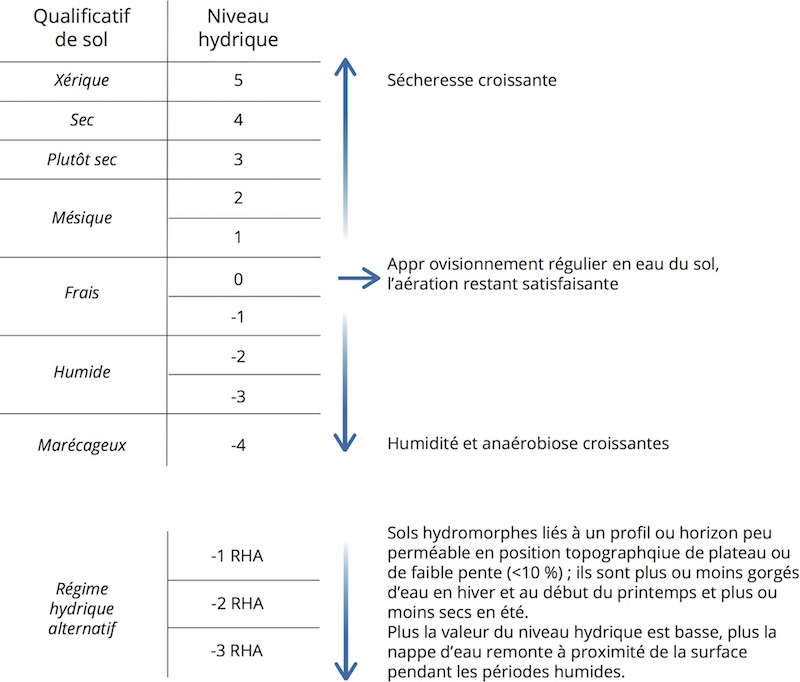 Qualificatif
de sol
Niveau
hydrique
Xérique
5
Sécheresse croissante
Sec
4
Plutôt sec
3
Mésique
2
1
Frais
0
-1
Appr ovisionnement régulier en eau du sol,
l’aération restant satisfaisante
Humide
-2
-3
Marécageux
-4
Humidité et anaérobiose croissantes
Régime
hydrique
alternatif
-1 RHA
-2 RHA
-3 RHA
Sols hydromorphes liés à un profil ou horizon peu
perméable en position topographqiue de plateau ou
de faible pente (<10 %) ; ils sont plus ou moins gorgés
d’eau en hiver et au début du printemps et plus ou
moins secs en été.
Plus la valeur du niveau hydrique est basse, plus la
nappe d’eau remonte à proximité de la surface
pendant les périodes humides.